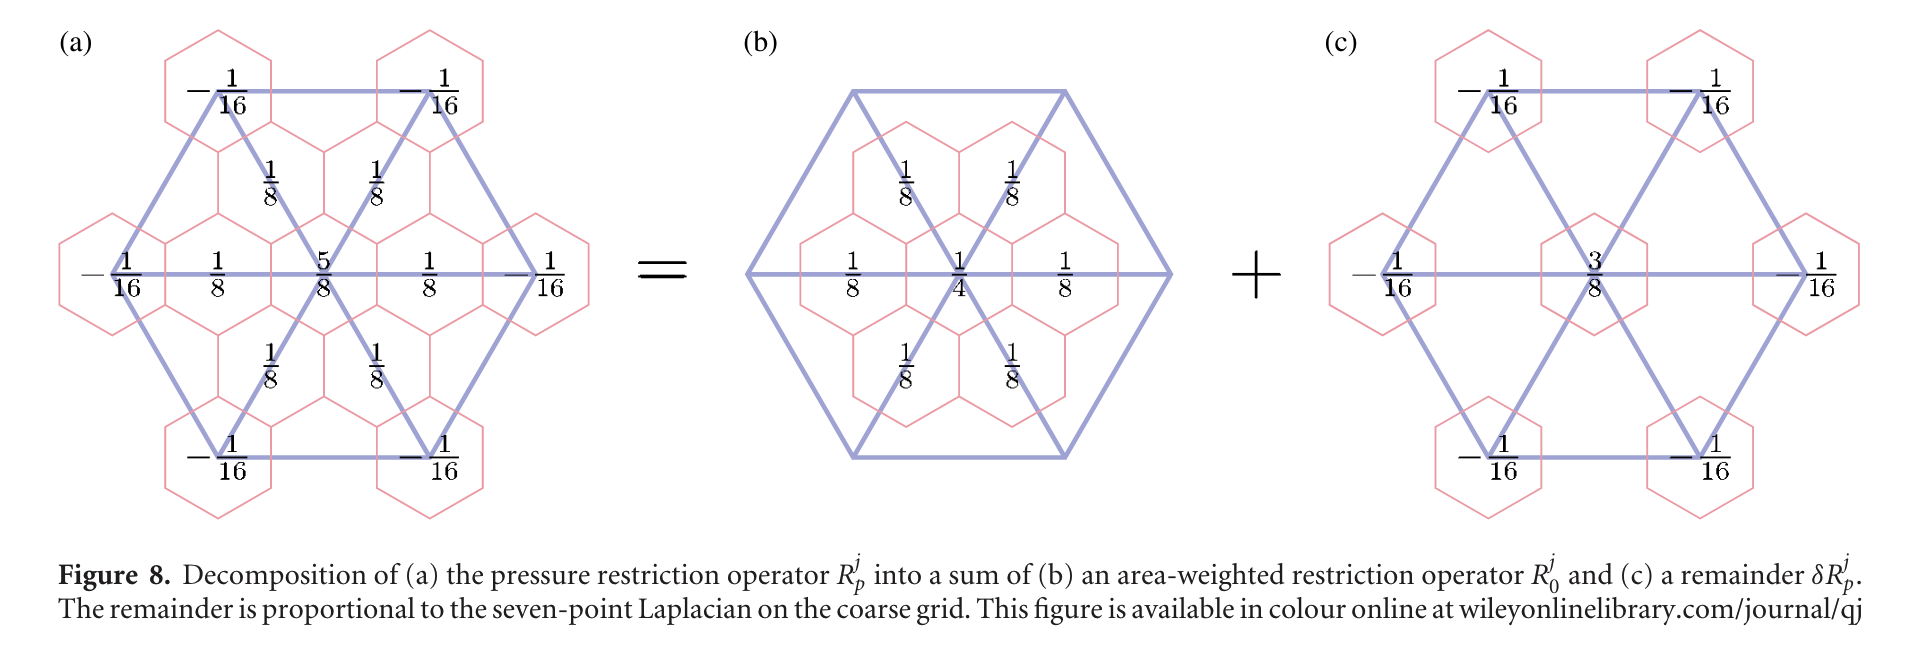 (a) (b) (c)
−1/16 −1/16 −1/16 −1/16
1/8 1/8 1/8 1/8
−1/16 1/8 5/8 1/8 −1/16 = 1/8 1/4 1/8 + −1/16 3/8 −1/16
1/8 1/8 1/8 1/8
−1/16 −1/16 −1/16 −1/16
Figure 8. Decomposition of (a) the pressure restriction operator R_p^j into a sum of (b) an area-weighted restriction operator R_0^j and (c) a remainder δR_p^j.
The remainder is proportional to the seven-point Laplacian on the coarse grid. This figure is available in colour online at wileyonlinelibrary.com/journal/qj